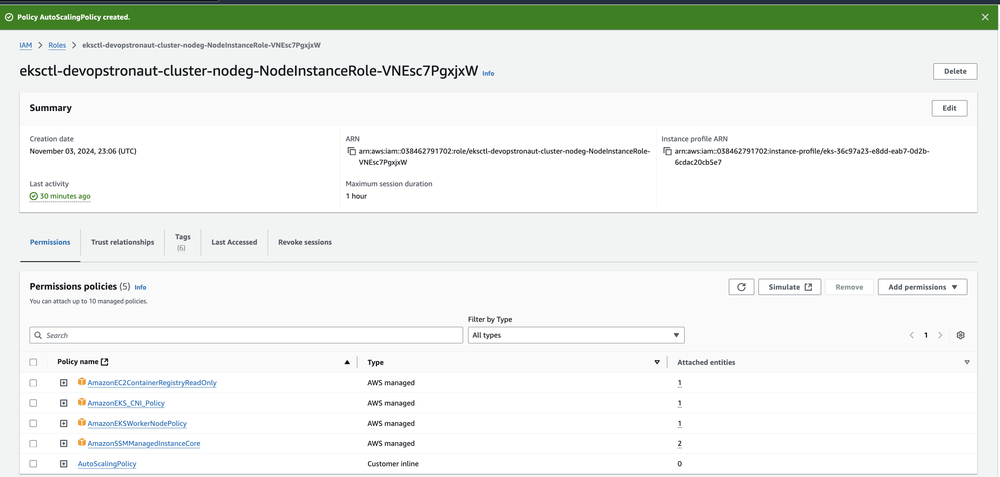 Policy AutoScalingPolicy created.
IAM > Roles > eksctl-devopstronaut-cluster-nodeg-NodeInstanceRole-VNEsc7PgxjxW
eksctl-devopstronaut-cluster-nodeg-NodeInstanceRole-VNEsc7PgxjxW Info
Delete
Summary
Edit
Creation date
November 03, 2024, 23:06 (UTC)
ARN
arn:aws:iam::038462791702:role/eksctl-devopstronaut-cluster-nodeg-NodeInstanceRole-
VNEsc7PgxjxW
Instance profile ARN
arn:aws:iam::038462791702:instance-profile/eks-36c97a23-e8dd-eab7-0d2b-
6cdac20cb5e7
Last activity
30 minutes ago
Maximum session duration
1 hour
Permissions
Trust relationships
Tags
(6)
Last Accessed
Revoke sessions
Permissions policies (5) Info
You can attach up to 10 managed policies.
Simulate
Remove
Add permissions
Filter by Type
Search
All types
1
Policy name Type Attached entities
AmazonEC2ContainerRegistryReadOnly AWS managed 1
AmazonEKS_CNI_Policy AWS managed 1
AmazonEKSWorkerNodePolicy AWS managed 1
AmazonSSMManagedInstanceCore AWS managed 2
AutoScalingPolicy Customer inline 0